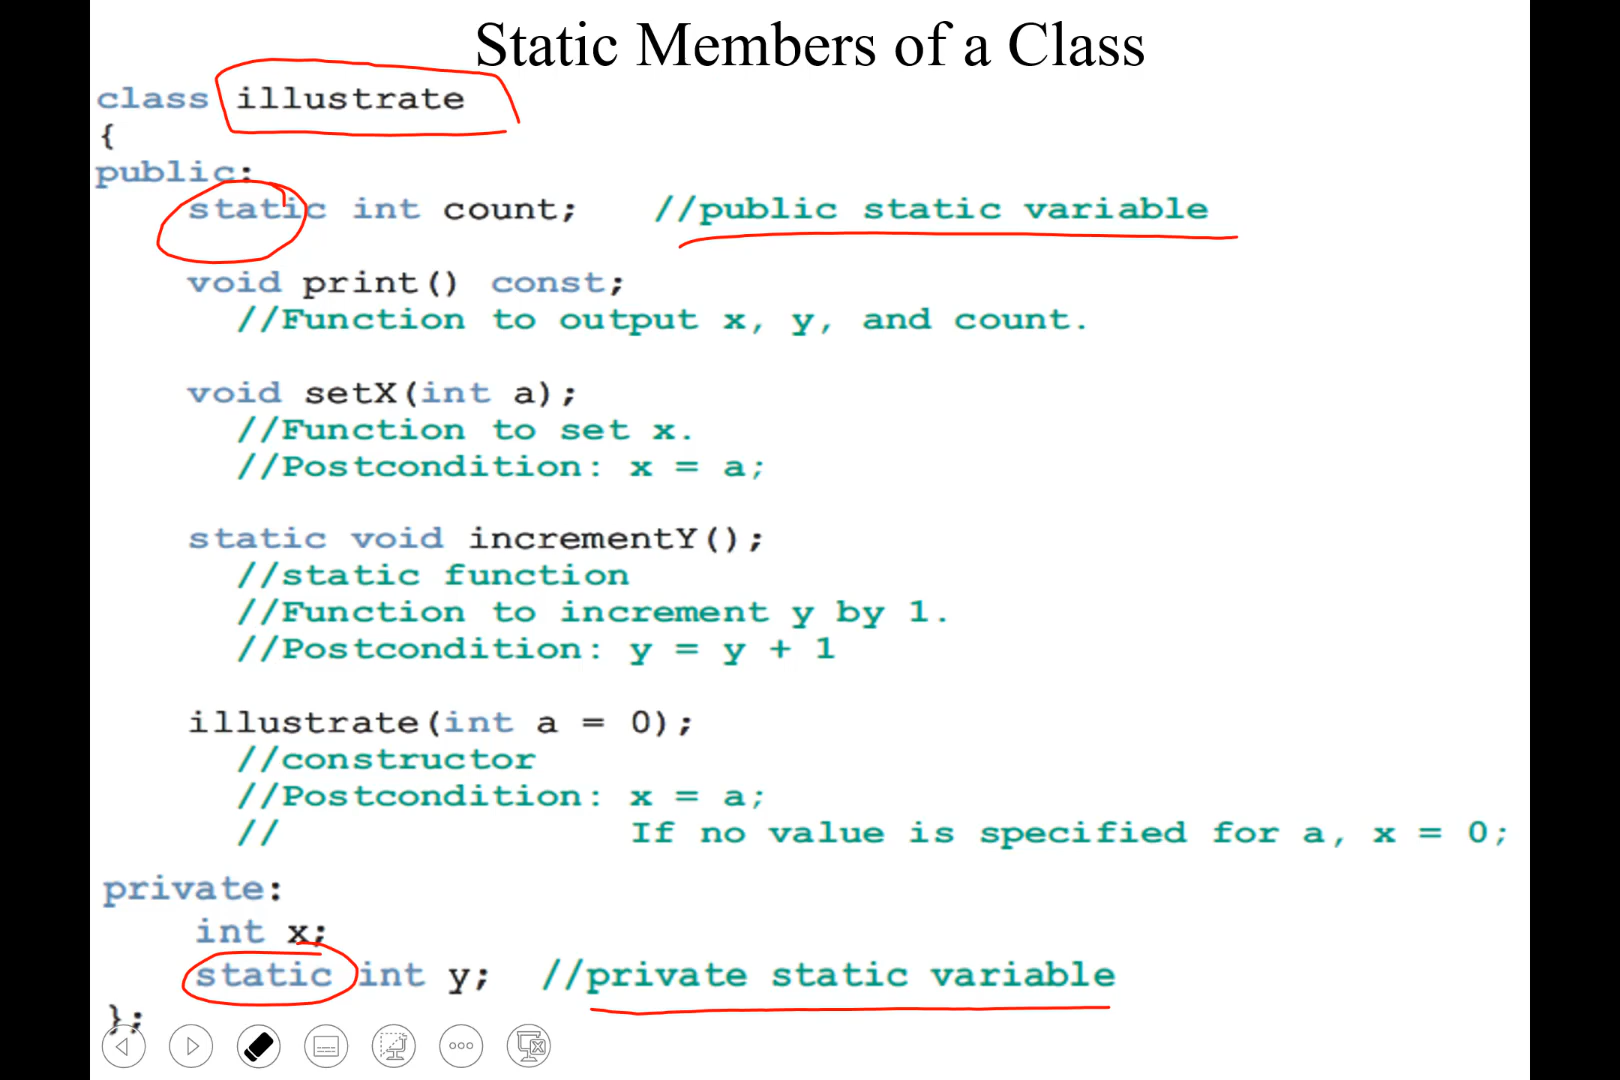 Static Members of a Class
class illustrate
{
public:
static int count; //public static variable
void print() const;
//Function to output x, y, and count.
void setX(int a);
//Function to set x.
//Postcondition: x = a;
static void incrementY();
//static function
//Function to increment y by 1.
//Postcondition: y = y + 1
illustrate(int a = 0);
//constructor
//Postcondition: x = a;
// If no value is specified for a, x = 0;
private:
int x;
static int y; //private static variable
};